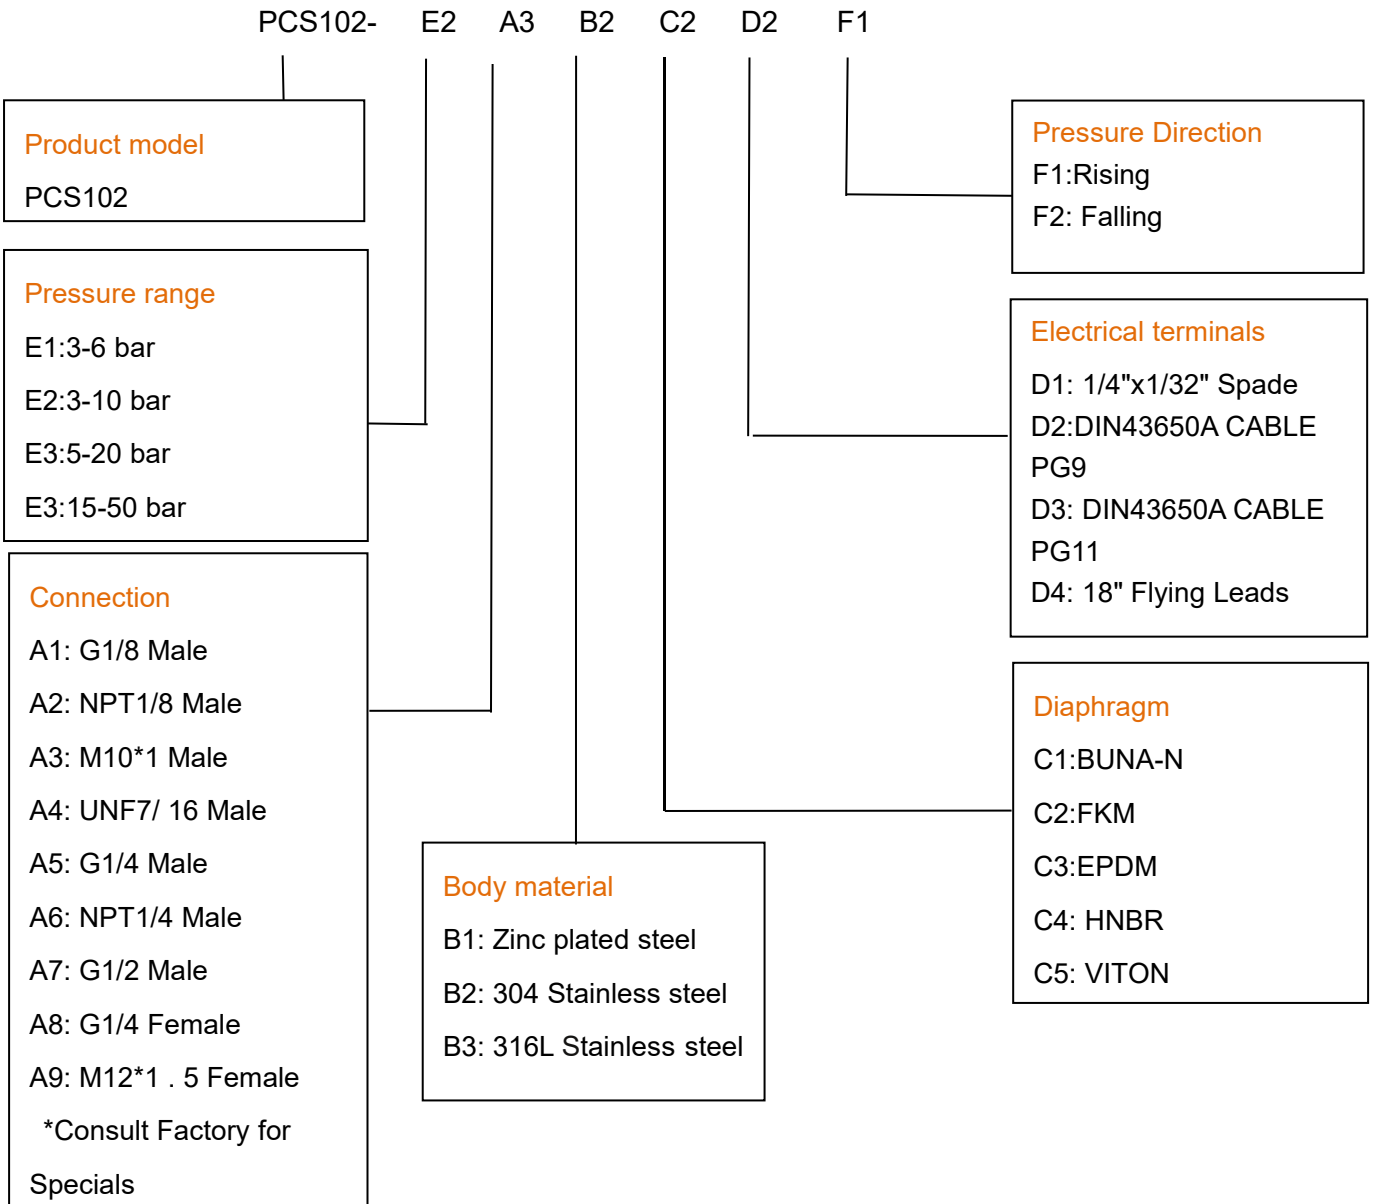 PCS102- E2 A3 B2 C2 D2 F1
Product model
PCS102
Pressure range
E1:3-6 bar
E2:3-10 bar
E3:5-20 bar
E3:15-50 bar
Connection
A1: G1/8 Male
A2: NPT1/8 Male
A3: M10*1 Male
A4: UNF7/ 16 Male
A5: G1/4 Male
A6: NPT1/4 Male
A7: G1/2 Male
A8: G1/4 Female
A9: M12*1 . 5 Female
*Consult Factory for
Specials
Body material
B1: Zinc plated steel
B2: 304 Stainless steel
B3: 316L Stainless steel
Pressure Direction
F1:Rising
F2: Falling
Electrical terminals
D1: 1/4"x1/32" Spade
D2:DIN43650A CABLE
PG9
D3: DIN43650A CABLE
PG11
D4: 18" Flying Leads
Diaphragm
C1:BUNA-N
C2:FKM
C3:EPDM
C4: HNBR
C5: VITON